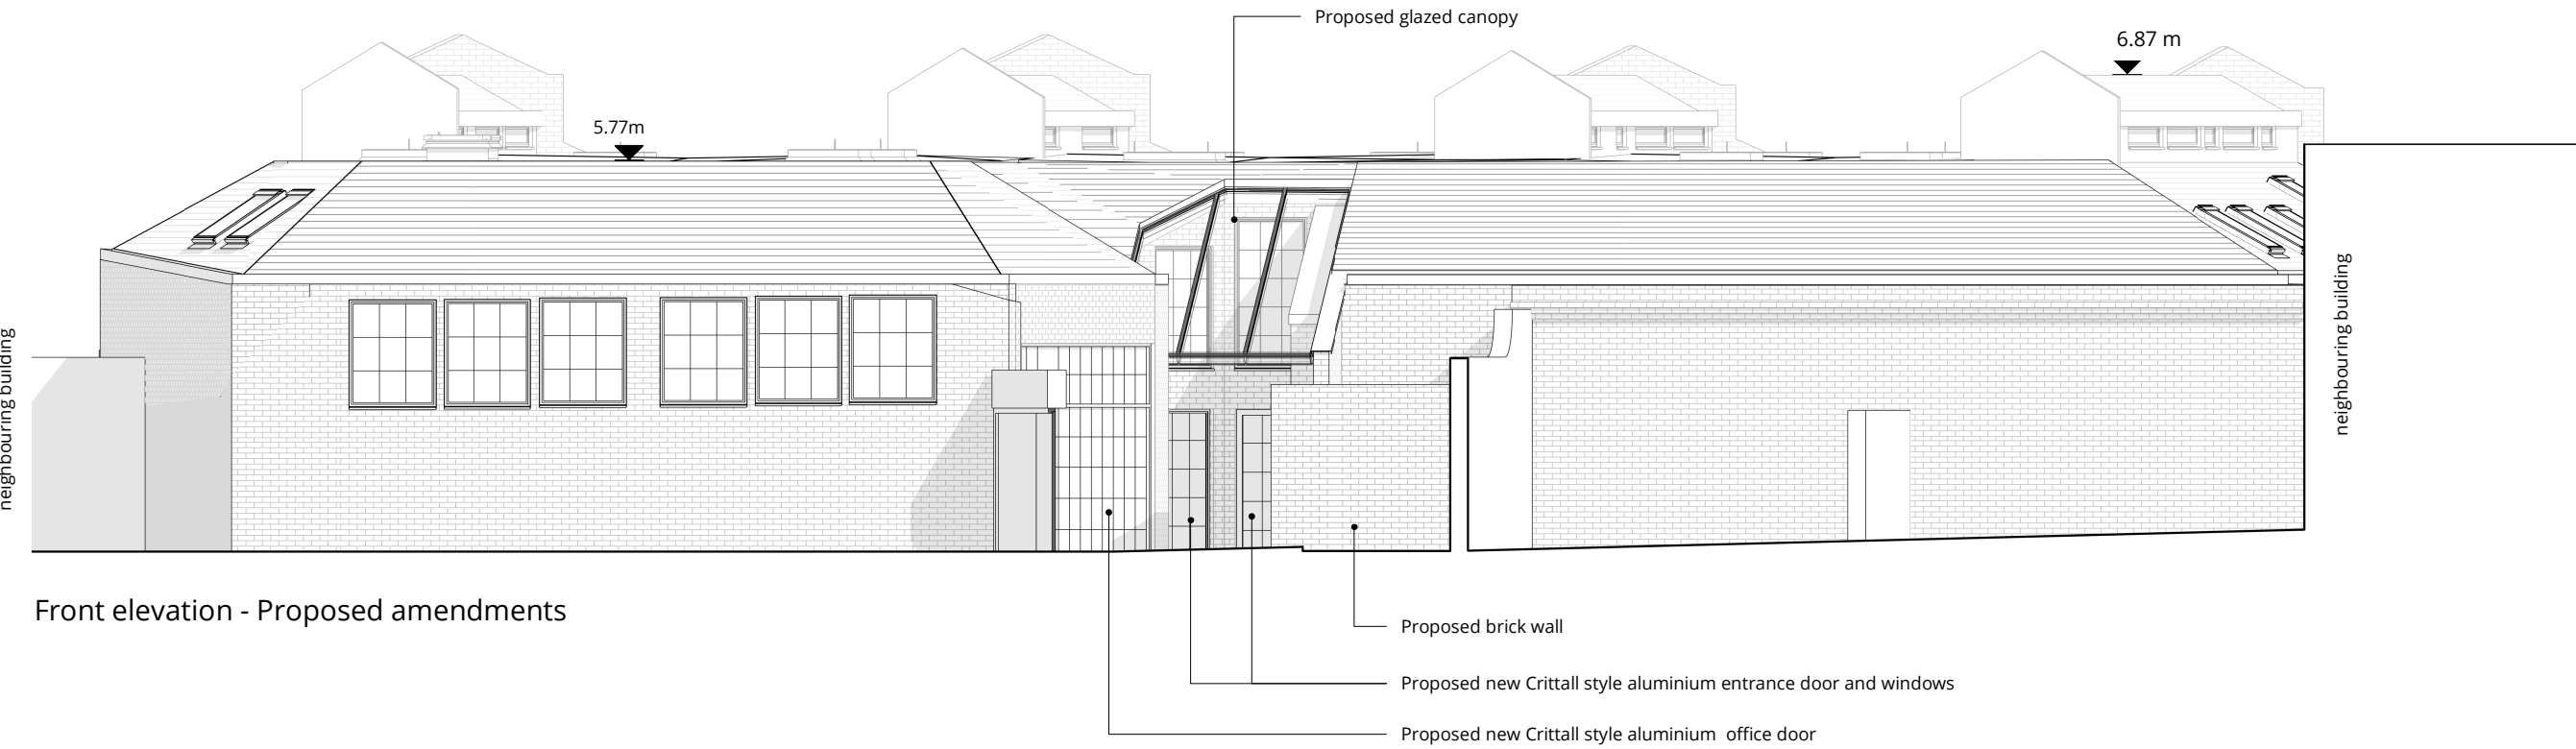 Proposed glazed canopy
6.87 m
5.77m
neighbouring building
neighbouring building
Front elevation - Proposed amendments
Proposed brick wall
Proposed new Crittall style aluminium entrance door and windows
Proposed new Crittall style aluminium  office door